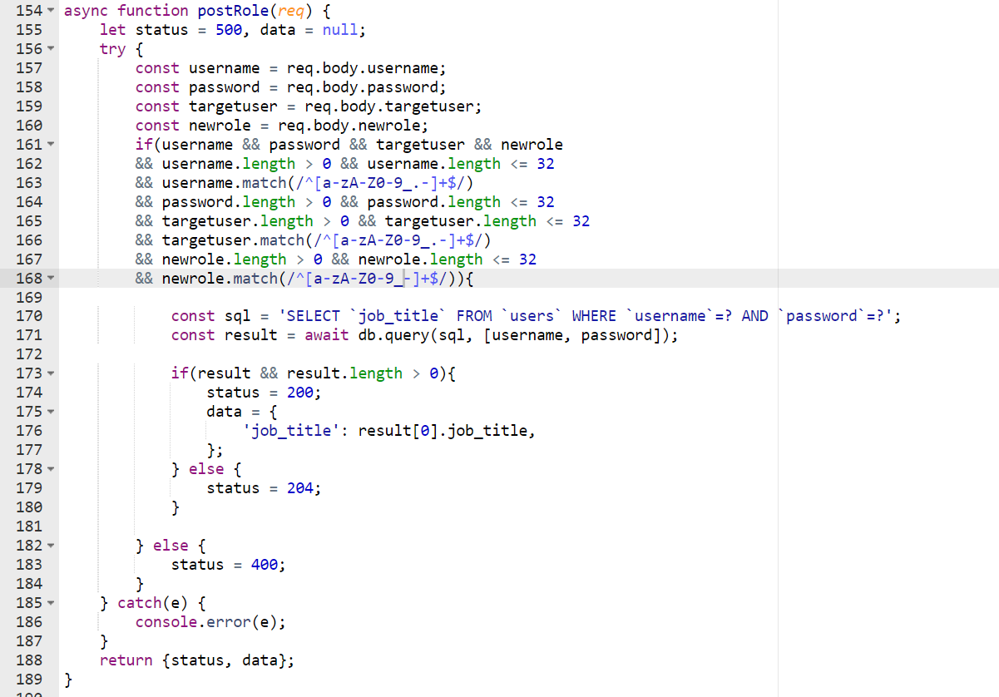 154 async function postRole(req) {
155 let status = 500, data = null;
156 try {
157 const username = req.body.username;
158 const password = req.body.password;
159 const targetuser = req.body.targetuser;
160 const newrole = req.body.newrole;
161 if(username && password && targetuser && newrole
162 && username.length > 0 && username.length <= 32
163 && username.match(/^[a-zA-Z0-9_.-]+$/)
164 && password.length > 0 && password.length <= 32
165 && targetuser.length > 0 && targetuser.length <= 32
166 && targetuser.match(/^[a-zA-Z0-9_.-]+$/)
167 && newrole.length > 0 && newrole.length <= 32
168 && newrole.match(/^[a-zA-Z0-9_-]+$/)){
169
170 const sql = 'SELECT `job_title` FROM `users` WHERE `username`=? AND `password`=?';
171 const result = await db.query(sql, [username, password]);
172
173 if(result && result.length > 0){
174 status = 200;
175 data = {
176 'job_title': result[0].job_title,
177 };
178 } else {
179 status = 204;
180 }
181
182 } else {
183 status = 400;
184 }
185 } catch(e) {
186 console.error(e);
187 }
188 return {status, data};
189 }